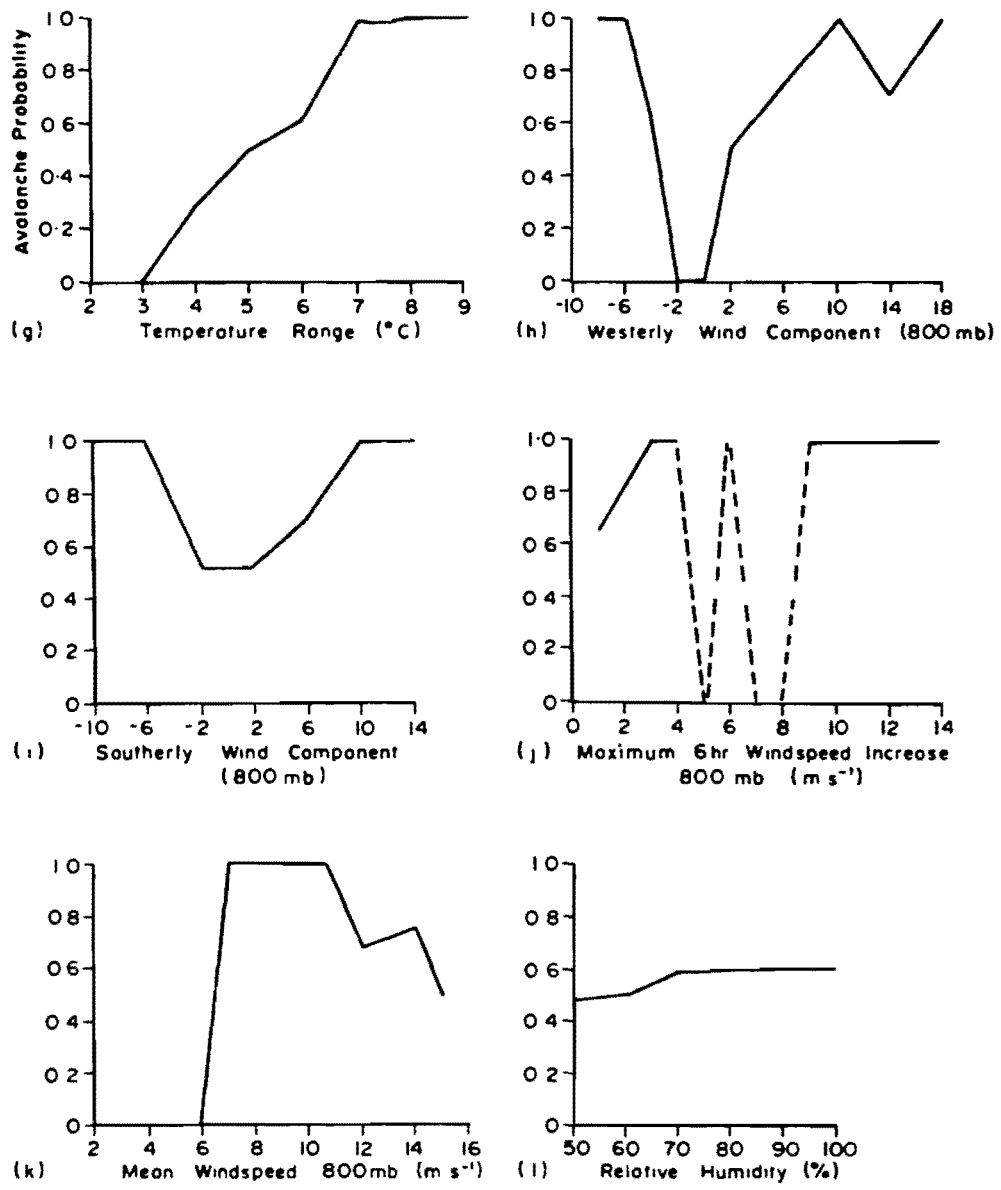 Avalanche Probability
1.0
0.8
0.6
0.4
0.2
0
2 3 4 5 6 7 8 9
(g) Temperature Range (°C)
1.0
0.8
0.6
0.4
0.2
0
-10 -6 -2 2 6 10 14 18
(h) Westerly Wind Component (800 mb)
1.0
0.8
0.6
0.4
0.2
0
-10 -6 -2 2 6 10 14
(i) Southerly Wind Component
(800 mb)
1.0
0.8
0.6
0.4
0.2
0
0 2 4 6 8 10 12 14
(j) Maximum 6hr Windspeed Increase
800 mb (m s⁻¹)
1.0
0.8
0.6
0.4
0.2
0
2 4 6 8 10 12 14 16
(k) Mean Windspeed 800mb (m s⁻¹)
1.0
0.8
0.6
0.4
0.2
0
50 60 70 80 90 100
(l) Relative Humidity (%)